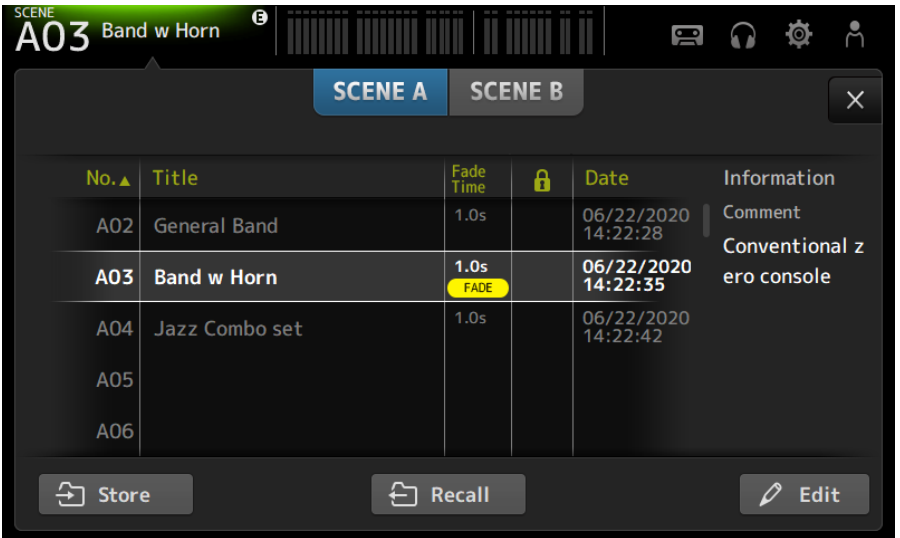 SCENE
A03 Band w Horn E
SCENE A SCENE B
No.▲ Title Fade Time Date
A02 General Band 1.0s 06/22/2020 14:22:28
A03 Band w Horn 1.0s FADE 06/22/2020 14:22:35
A04 Jazz Combo set 1.0s 06/22/2020 14:22:42
A05
A06
Information
Comment
Conventional z
ero console
Store Recall Edit